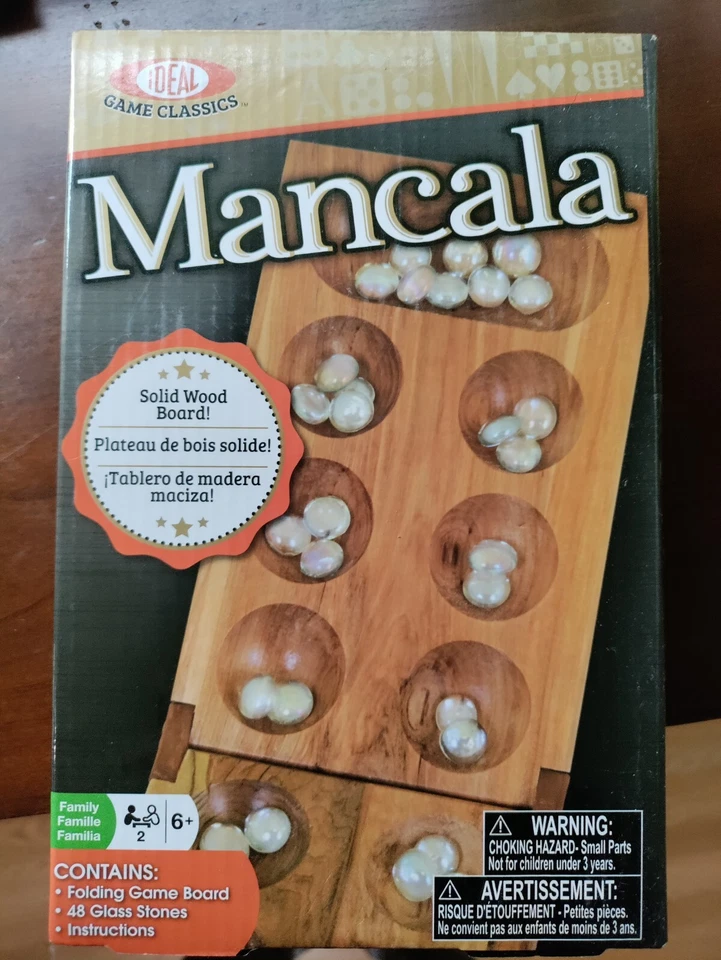 IDEAL
GAME CLASSICS™
Mancala
Solid Wood
Board!
Plateau de bois solide!
¡Tablero de madera
maciza!
Family
Famille
Familia
2
6+
CONTAINS:
• Folding Game Board
• 48 Glass Stones
• Instructions
WARNING:
CHOKING HAZARD- Small Parts
Not for children under 3 years.
AVERTISSEMENT:
RISQUE D'ÉTOUFFEMENT - Petites pièces.
Ne convient pas aux enfants de moins de 3 ans.